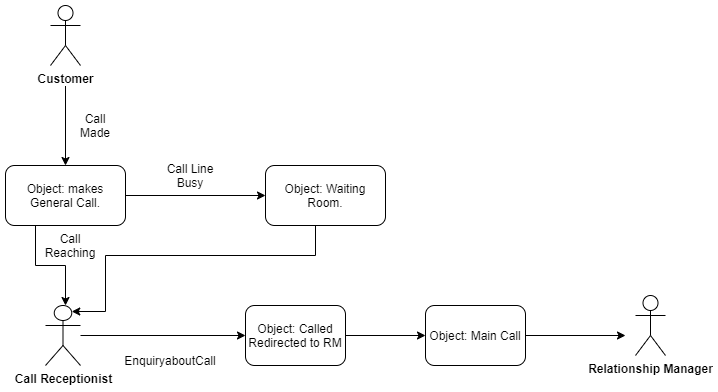 Customer
Call
Made
Object: makes
General Call.
Call Line
Busy
Object: Waiting
Room.
Call
Reaching
Call Receptionist
EnquiryaboutCall
Object: Called
Redirected to RM
Object: Main Call
Relationship Manager